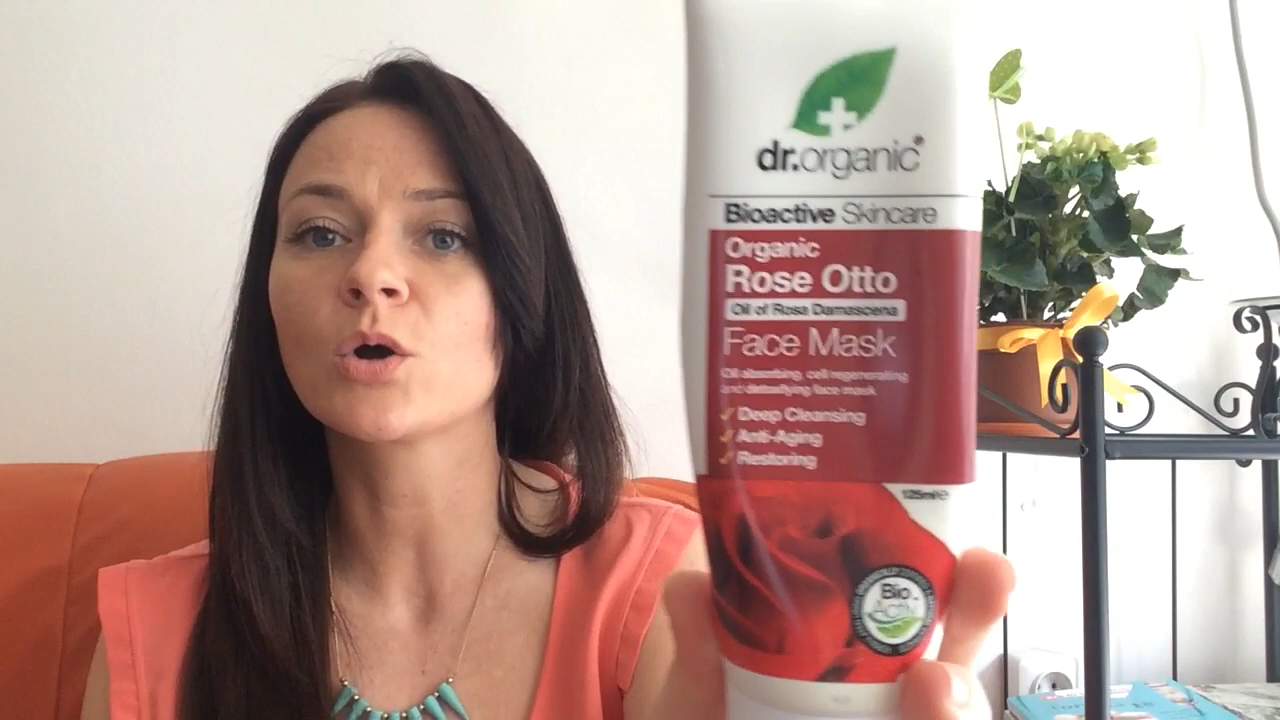 dr.organic®
Bioactive Skincare
Organic
Rose Otto
Oil of Rosa Damascena
Face Mask
Oil absorbing, cell regenerating
and detoxifying face mask
✓ Deep Cleansing
✓ Anti-Aging
✓ Restoring
125ml e
Bio
Activ